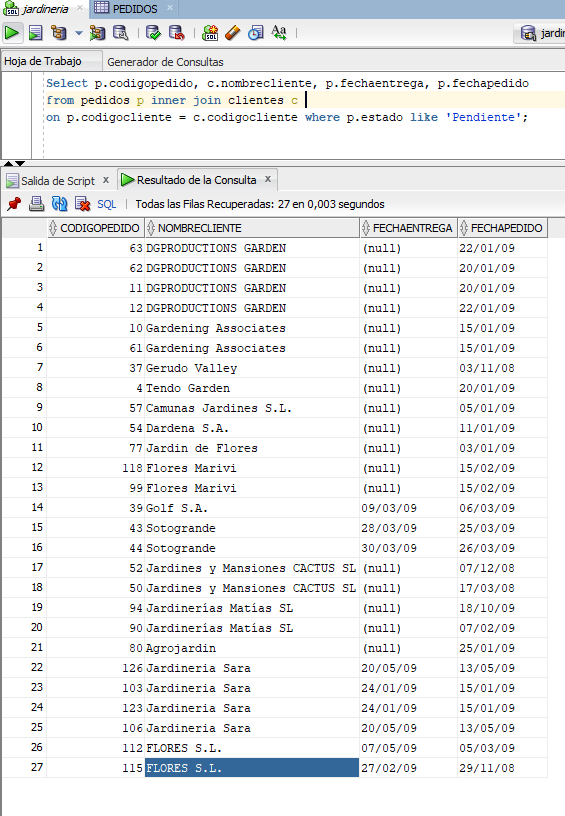 jardineria
PEDIDOS
jardin
Hoja de Trabajo Generador de Consultas
Select p.codigopedido, c.nombrecliente, p.fechaentrega, p.fechapedido
from pedidos p inner join clientes c
on p.codigocliente = c.codigocliente where p.estado like 'Pendiente';
Salida de Script x Resultado de la Consulta x
SQL | Todas las Filas Recuperadas: 27 en 0,003 segundos
CODIGOPEDIDO NOMBRECLIENTE FECHAENTREGA FECHAPEDIDO
1 63 DGPRODUCTIONS GARDEN (null) 22/01/09
2 62 DGPRODUCTIONS GARDEN (null) 20/01/09
3 11 DGPRODUCTIONS GARDEN (null) 20/01/09
4 12 DGPRODUCTIONS GARDEN (null) 22/01/09
5 10 Gardening Associates (null) 15/01/09
6 61 Gardening Associates (null) 15/01/09
7 37 Gerudo Valley (null) 03/11/08
8 4 Tendo Garden (null) 20/01/09
9 57 Camunas Jardines S.L. (null) 05/01/09
10 54 Dardena S.A. (null) 11/01/09
11 77 Jardin de Flores (null) 03/01/09
12 118 Flores Marivi (null) 15/02/09
13 99 Flores Marivi (null) 15/02/09
14 39 Golf S.A. 09/03/09 06/03/09
15 43 Sotogrande 28/03/09 25/03/09
16 44 Sotogrande 30/03/09 26/03/09
17 52 Jardines y Mansiones CACTUS SL (null) 07/12/08
18 50 Jardines y Mansiones CACTUS SL (null) 17/03/08
19 94 Jardinerías Matías SL (null) 18/10/09
20 90 Jardinerías Matías SL (null) 07/02/09
21 80 Agrojardin (null) 25/01/09
22 126 Jardineria Sara 20/05/09 13/05/09
23 103 Jardineria Sara 24/01/09 15/01/09
24 123 Jardineria Sara 24/01/09 15/01/09
25 106 Jardineria Sara 20/05/09 13/05/09
26 112 FLORES S.L. 07/05/09 05/03/09
27 115 FLORES S.L. 27/02/09 29/11/08